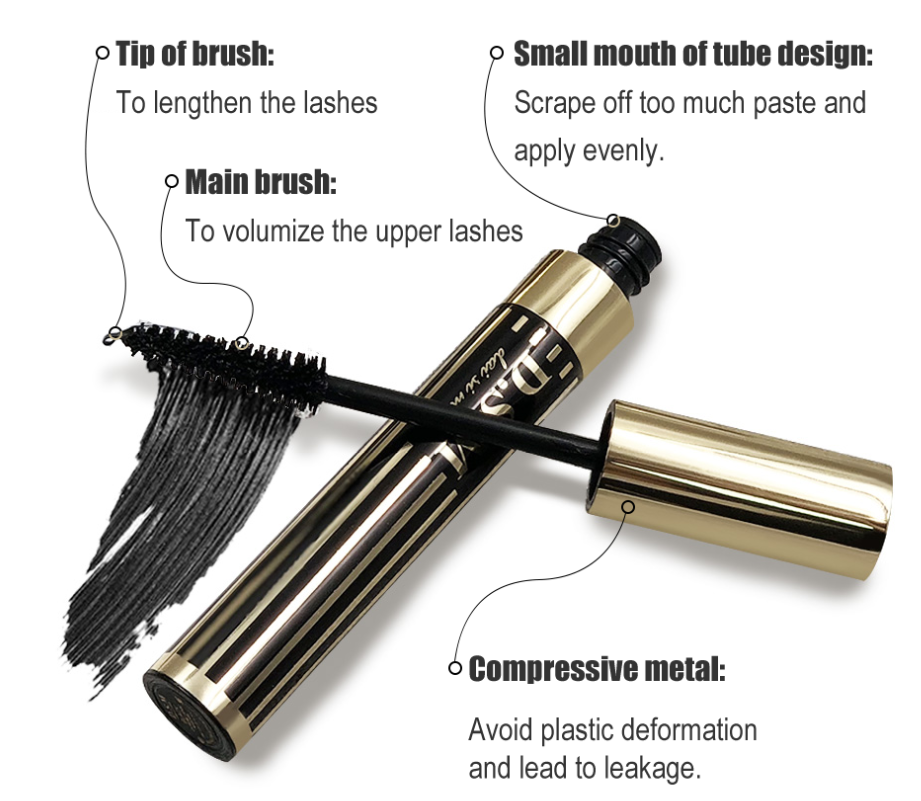 Tip of brush:
To lengthen the lashes
Small mouth of tube design:
Scrape off too much paste and
apply evenly.
Main brush:
To volumize the upper lashes
Compressive metal:
Avoid plastic deformation
and lead to leakage.